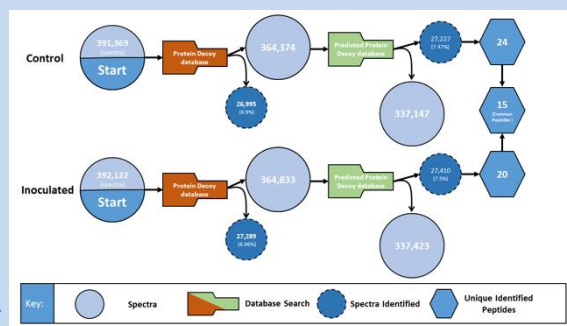 Control
391,369
(spectra)
Start
Protein Decoy
database
26,995
(6.9%)
364,374
Predicted Protein
Decoy database
27,227
(7.47%)
337,147
24
15
(Common
Peptides )
Inoculated
392,122
(spectra)
Start
Protein Decoy
database
27,289
(6.96%)
364,833
Predicted Protein
Decoy database
27,410
(7.5%)
337,423
20
Key:
Spectra
Database Search
Spectra Identified
Unique Identified
Peptides